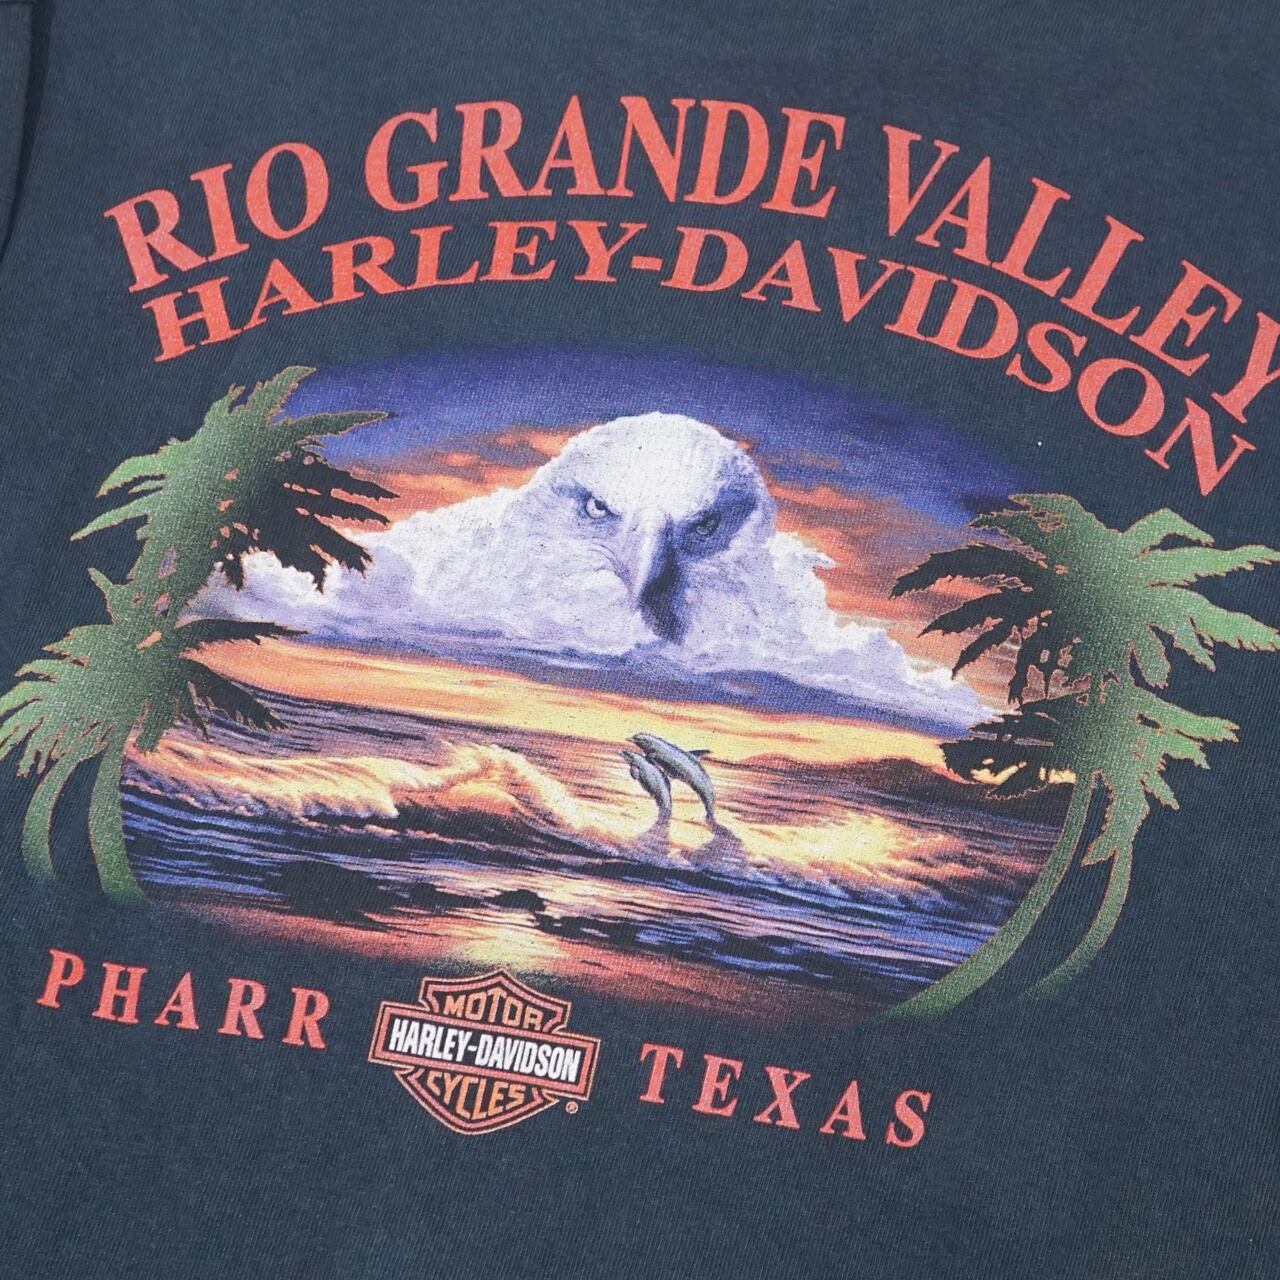 RIO GRANDE VALLEY
HARLEY-DAVIDSON
PHARR
MOTOR
HARLEY-DAVIDSON
CYCLES
®
TEXAS